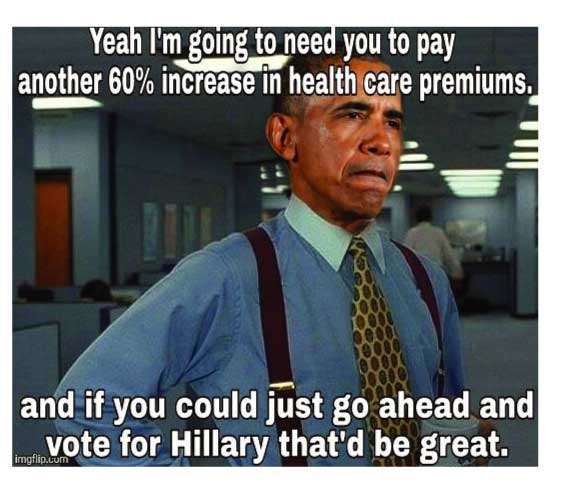 Yeah I'm going to need you to pay
another 60% increase in health care premiums.
and if you could just go ahead and
vote for Hillary that'd be great.
imgflip.com